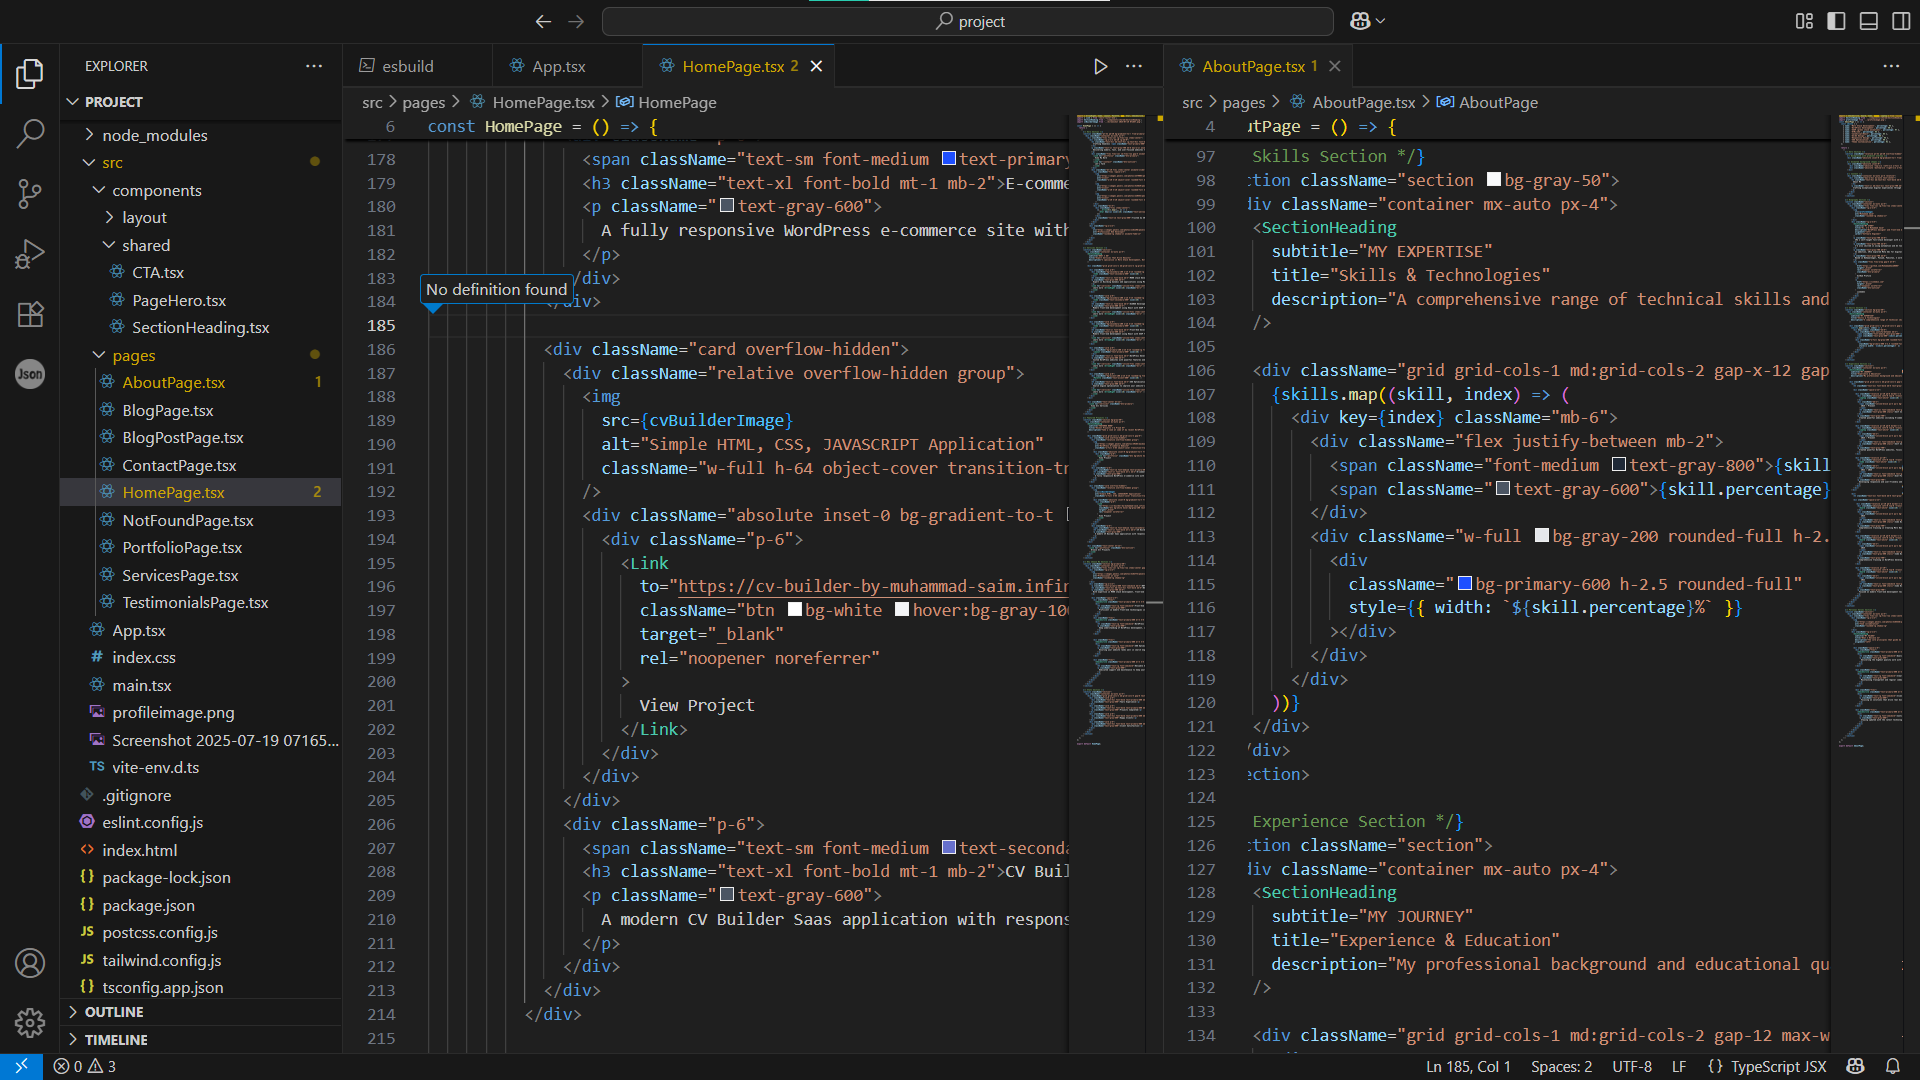 project
EXPLORER
PROJECT
node_modules
src
components
layout
shared
CTA.tsx
PageHero.tsx
SectionHeading.tsx
pages
AboutPage.tsx 1
BlogPage.tsx
BlogPostPage.tsx
ContactPage.tsx
HomePage.tsx 2
NotFoundPage.tsx
PortfolioPage.tsx
ServicesPage.tsx
TestimonialsPage.tsx
App.tsx
index.css
main.tsx
profileimage.png
Screenshot 2025-07-19 07165...
TS vite-env.d.ts
.gitignore
eslint.config.js
index.html
package-lock.json
package.json
JS postcss.config.js
JS tailwind.config.js
tsconfig.app.json
OUTLINE
TIMELINE
Json
esbuild
App.tsx
HomePage.tsx 2
src > pages > HomePage.tsx > HomePage
6 const HomePage = () => {
178 <span className="text-sm font-medium text-primary
179 <h3 className="text-xl font-bold mt-1 mb-2">E-comme
180 <p className="text-gray-600">
181 A fully responsive WordPress e-commerce site with
182 </p>
183 /div>
No definition found
184 /div>
185
186 <div className="card overflow-hidden">
187 <div className="relative overflow-hidden group">
188 <img
189 src={cvBuilderImage}
190 alt="Simple HTML, CSS, JAVASCRIPT Application"
191 className="w-full h-64 object-cover transition-tr
192 />
193 <div className="absolute inset-0 bg-gradient-to-t
194 <div className="p-6">
195 <Link
196 to="https://cv-builder-by-muhammad-saim.infin
197 className="btn bg-white hover:bg-gray-100
198 target="_blank"
199 rel="noopener noreferrer"
200 >
201 View Project
202 </Link>
203 </div>
204 </div>
205 </div>
206 <div className="p-6">
207 <span className="text-sm font-medium text-seconda
208 <h3 className="text-xl font-bold mt-1 mb-2">CV Buil
209 <p className="text-gray-600">
210 A modern CV Builder Saas application with respons
211 </p>
212 </div>
213 </div>
214 </div>
215
AboutPage.tsx 1
src > pages > AboutPage.tsx > AboutPage
4 utPage = () => {
97 Skills Section */}
98 ction className="section bg-gray-50">
99 div className="container mx-auto px-4">
100 <SectionHeading
101 subtitle="MY EXPERTISE"
102 title="Skills & Technologies"
103 description="A comprehensive range of technical skills and
104 />
105
106 <div className="grid grid-cols-1 md:grid-cols-2 gap-x-12 gap
107 {skills.map((skill, index) => (
108 <div key={index} className="mb-6">
109 <div className="flex justify-between mb-2">
110 <span className="font-medium text-gray-800">{skill
111 <span className="text-gray-600">{skill.percentage}
112 </div>
113 <div className="w-full bg-gray-200 rounded-full h-2.
114 <div
115 className="bg-primary-600 h-2.5 rounded-full"
116 style={{ width: `${skill.percentage}%` }}
117 ></div>
118 </div>
119 </div>
120 ))}
121 </div>
122 /div>
123 ection>
124
125 Experience Section */}
126 ction className="section">
127 div className="container mx-auto px-4">
128 <SectionHeading
129 subtitle="MY JOURNEY"
130 title="Experience & Education"
131 description="My professional background and educational qu
132 />
133
134 <div className="grid grid-cols-1 md:grid-cols-2 gap-12 max-w
0 3
Ln 185, Col 1 Spaces: 2 UTF-8 LF {} TypeScript JSX